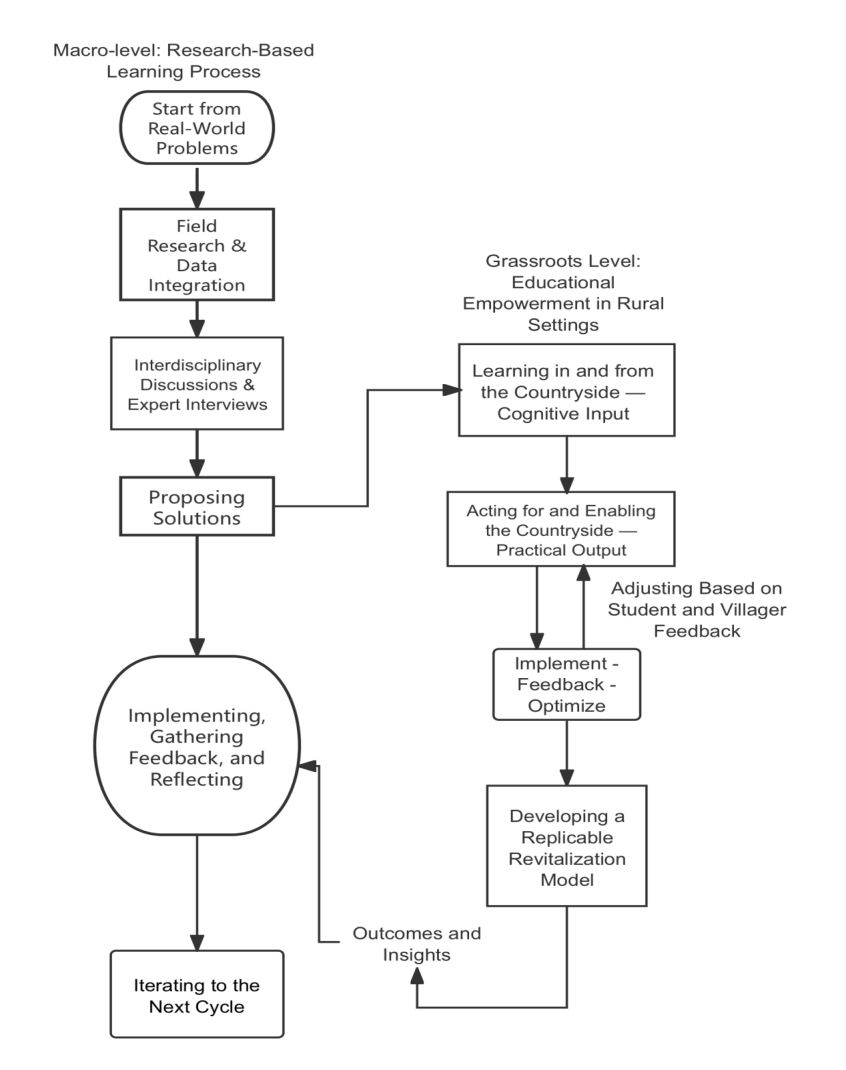 Macro-level: Research-Based
Learning Process
Start from
Real-World
Problems
Field
Research &
Data
Integration
Interdisciplinary
Discussions &
Expert Interviews
Proposing
Solutions
Implementing,
Gathering
Feedback, and
Reflecting
Iterating to the
Next Cycle
Grassroots Level:
Educational
Empowerment in Rural
Settings
Learning in and from
the Countryside —
Cognitive Input
Acting for and Enabling
the Countryside —
Practical Output
Adjusting Based on
Student and Villager
Feedback
Implement -
Feedback -
Optimize
Developing a
Replicable
Revitalization
Model
Outcomes and
Insights